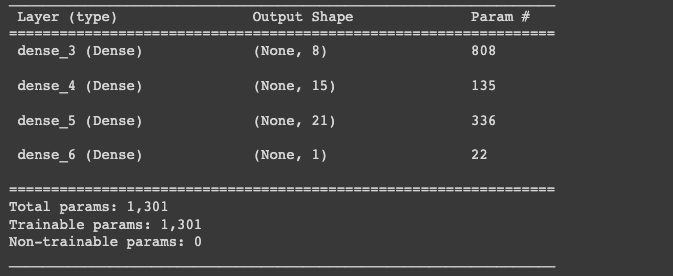 Layer (type) Output Shape Param #
=================================================================
dense_3 (Dense) (None, 8) 808
dense_4 (Dense) (None, 15) 135
dense_5 (Dense) (None, 21) 336
dense_6 (Dense) (None, 1) 22
=================================================================
Total params: 1,301
Trainable params: 1,301
Non-trainable params: 0